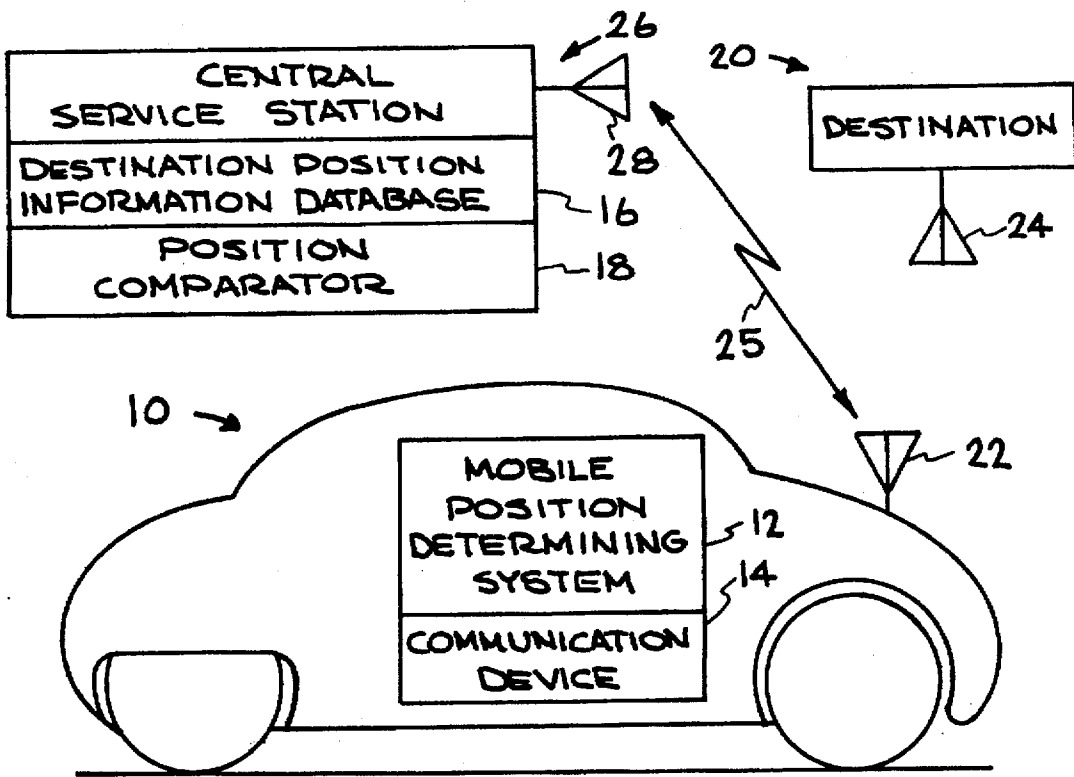 26
20
CENTRAL
SERVICE STATION
DESTINATION
28
DESTINATION POSITION
INFORMATION DATABASE
16
24
POSITION
COMPARATOR
18
25
10
22
MOBILE
POSITION
DETERMINING
SYSTEM
12
14
COMMUNICATION
DEVICE